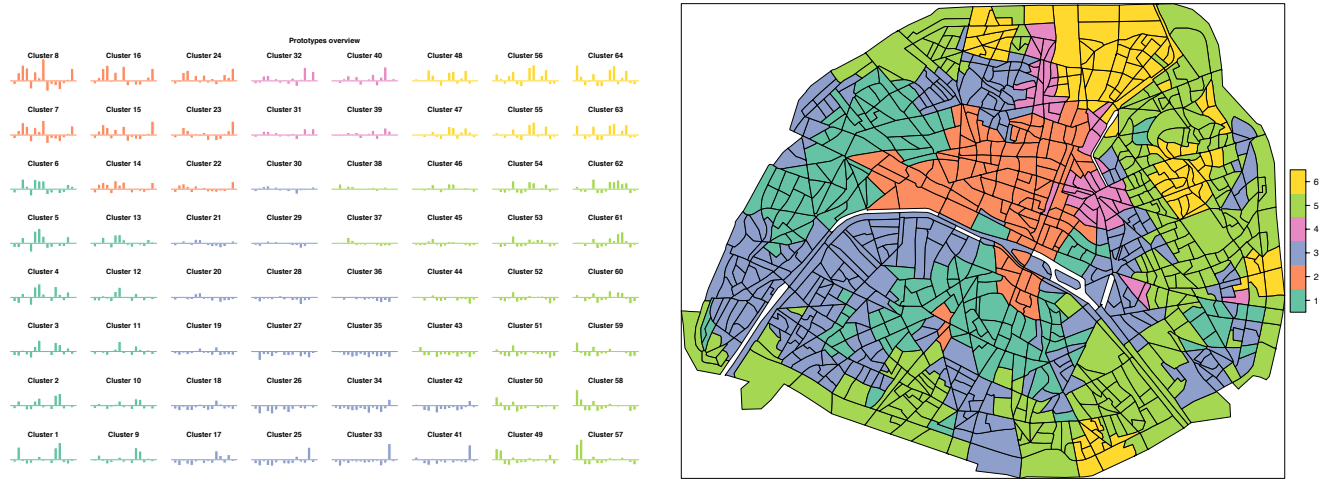 Prototypes overview
Cluster 8 Cluster 16 Cluster 24 Cluster 32 Cluster 40 Cluster 48 Cluster 56 Cluster 64
Cluster 7 Cluster 15 Cluster 23 Cluster 31 Cluster 39 Cluster 47 Cluster 55 Cluster 63
Cluster 6 Cluster 14 Cluster 22 Cluster 30 Cluster 38 Cluster 46 Cluster 54 Cluster 62
Cluster 5 Cluster 13 Cluster 21 Cluster 29 Cluster 37 Cluster 45 Cluster 53 Cluster 61
Cluster 4 Cluster 12 Cluster 20 Cluster 28 Cluster 36 Cluster 44 Cluster 52 Cluster 60
Cluster 3 Cluster 11 Cluster 19 Cluster 27 Cluster 35 Cluster 43 Cluster 51 Cluster 59
Cluster 2 Cluster 10 Cluster 18 Cluster 26 Cluster 34 Cluster 42 Cluster 50 Cluster 58
Cluster 1 Cluster 9 Cluster 17 Cluster 25 Cluster 33 Cluster 41 Cluster 49 Cluster 57
6
5
4
3
2
1